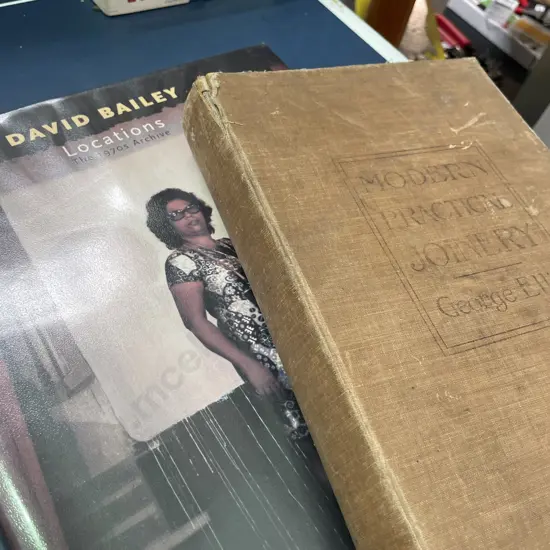 DAVID BAILEY
Locations
The 1970s Archive
MODERN
PRACTICAL
JOINERY
George Ell